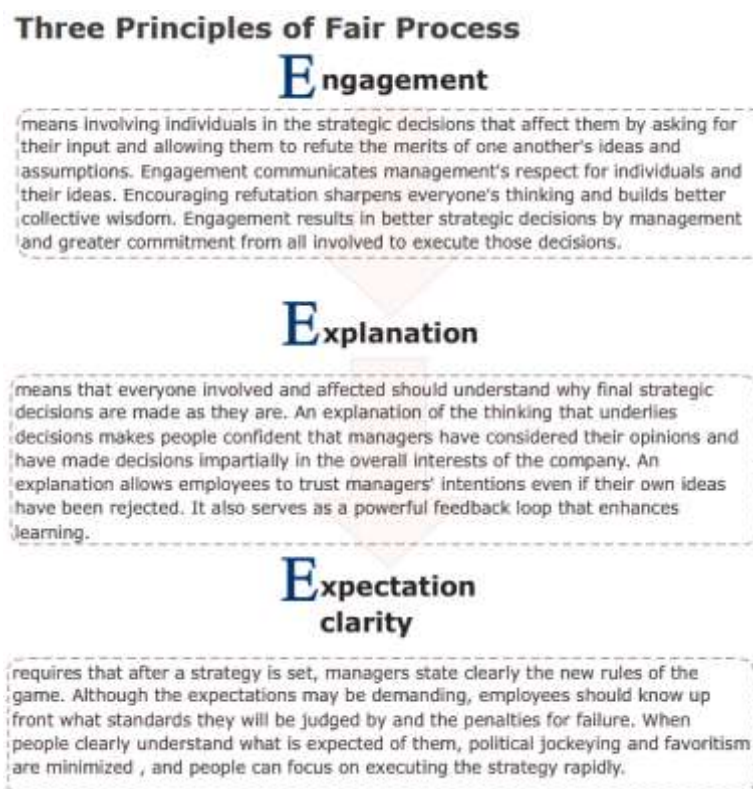 Three Principles of Fair Process
Engagement
means involving individuals in the strategic decisions that affect them by asking for
their input and allowing them to refute the merits of one another's ideas and
assumptions. Engagement communicates management's respect for individuals and
their ideas. Encouraging refutation sharpens everyone's thinking and builds better
collective wisdom. Engagement results in better strategic decisions by management
and greater commitment from all involved to execute those decisions.
Explanation
means that everyone involved and affected should understand why final strategic
decisions are made as they are. An explanation of the thinking that underlies
decisions makes people confident that managers have considered their opinions and
have made decisions impartially in the overall interests of the company. An
explanation allows employees to trust managers' intentions even if their own ideas
have been rejected. It also serves as a powerful feedback loop that enhances
learning.
Expectation
clarity
requires that after a strategy is set, managers state clearly the new rules of the
game. Although the expectations may be demanding, employees should know up
front what standards they will be judged by and the penalties for failure. When
people clearly understand what is expected of them, political jockeying and favoritism
are minimized , and people can focus on executing the strategy rapidly.